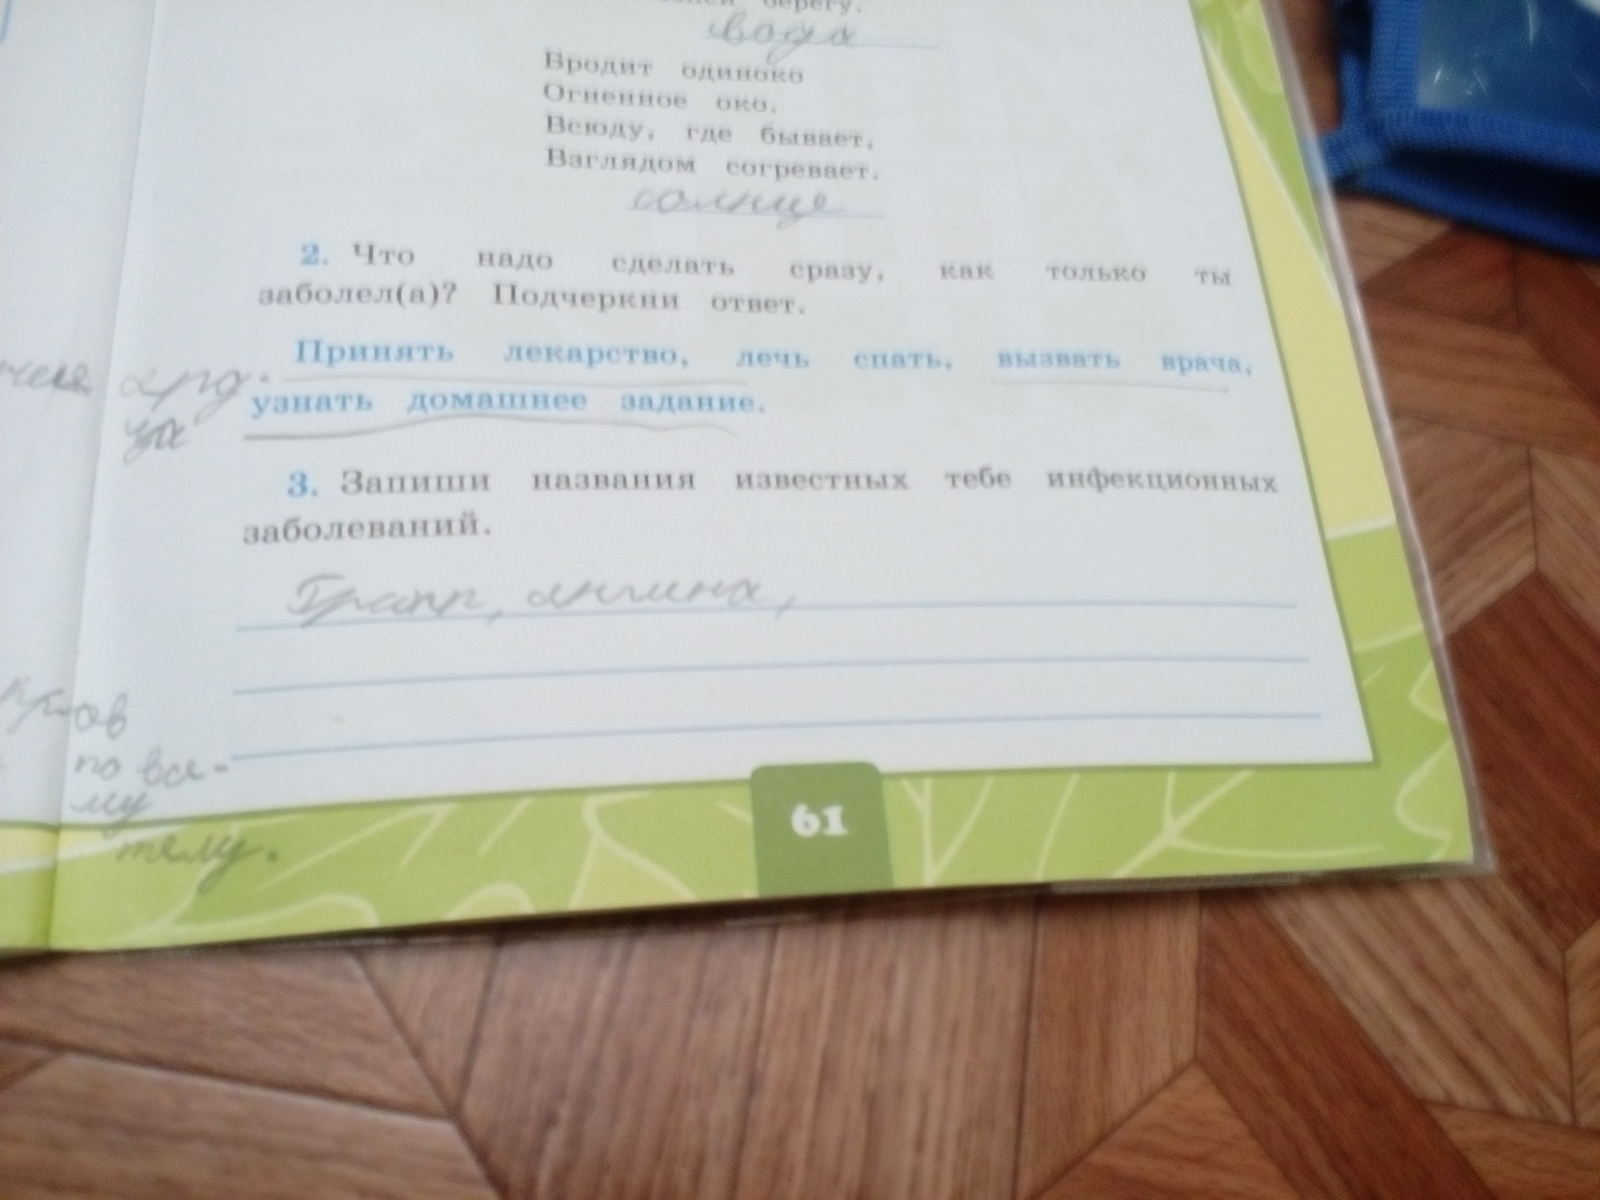 берегу.
вода
Бродит одиноко
Огненное око.
Всюду, где бывает,
Взглядом согревает.
солнце
2. Что надо сделать сразу, как только ты
заболел(а)? Подчеркни ответ.
Принять лекарство, лечь спать, вызвать врача,
узнать домашнее задание.
3. Запиши названия известных тебе инфекционных
заболеваний.
Грипп, ангина,
ов
по все-
му
телу.
61